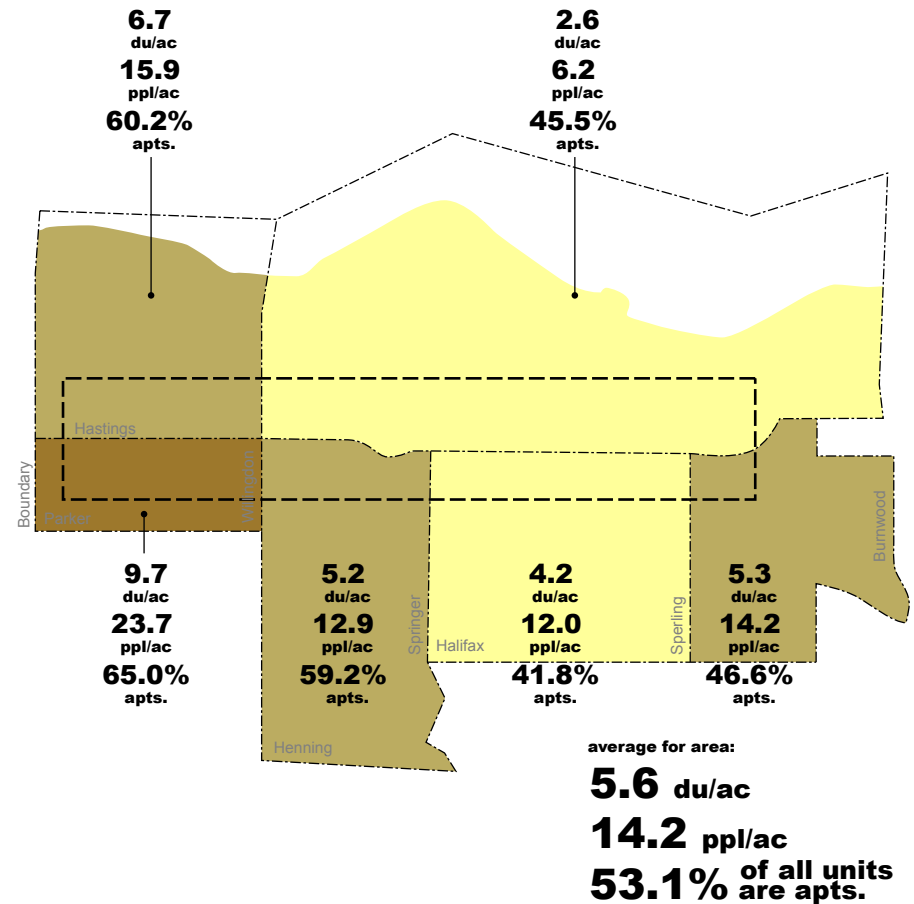 6.7
du/ac
15.9
ppl/ac
60.2%
apts.
2.6
du/ac
6.2
ppl/ac
45.5%
apts.
Hastings
Boundary
Parker
Willingdon
9.7
du/ac
23.7
ppl/ac
65.0%
apts.
5.2
du/ac
12.9
ppl/ac
59.2%
apts.
Springer
Henning
4.2
du/ac
12.0
ppl/ac
41.8%
apts.
Halifax
Sperling
5.3
du/ac
14.2
ppl/ac
46.6%
apts.
Burnwood
average for area:
5.6 du/ac
14.2 ppl/ac
53.1% of all units
are apts.